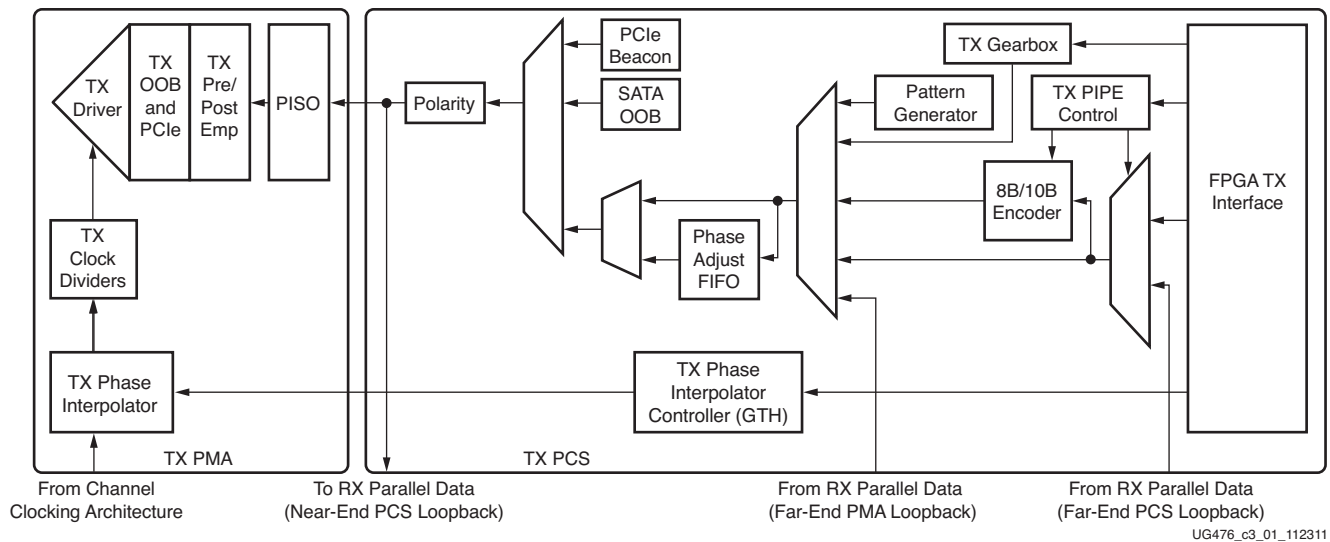 TX
Driver
TX
OOB
and
PCIe
TX
Pre/
Post
Emp
PISO
Polarity
PCIe
Beacon
SATA
OOB
TX Gearbox
Pattern
Generator
TX PIPE
Control
8B/10B
Encoder
FPGA TX
Interface
Phase
Adjust
FIFO
TX
Clock
Dividers
TX Phase
Interpolator
TX Phase
Interpolator
Controller (GTH)
TX PMA
TX PCS
From Channel
Clocking Architecture
To RX Parallel Data
(Near-End PCS Loopback)
From RX Parallel Data
(Far-End PMA Loopback)
From RX Parallel Data
(Far-End PCS Loopback)
UG476_c3_01_112311